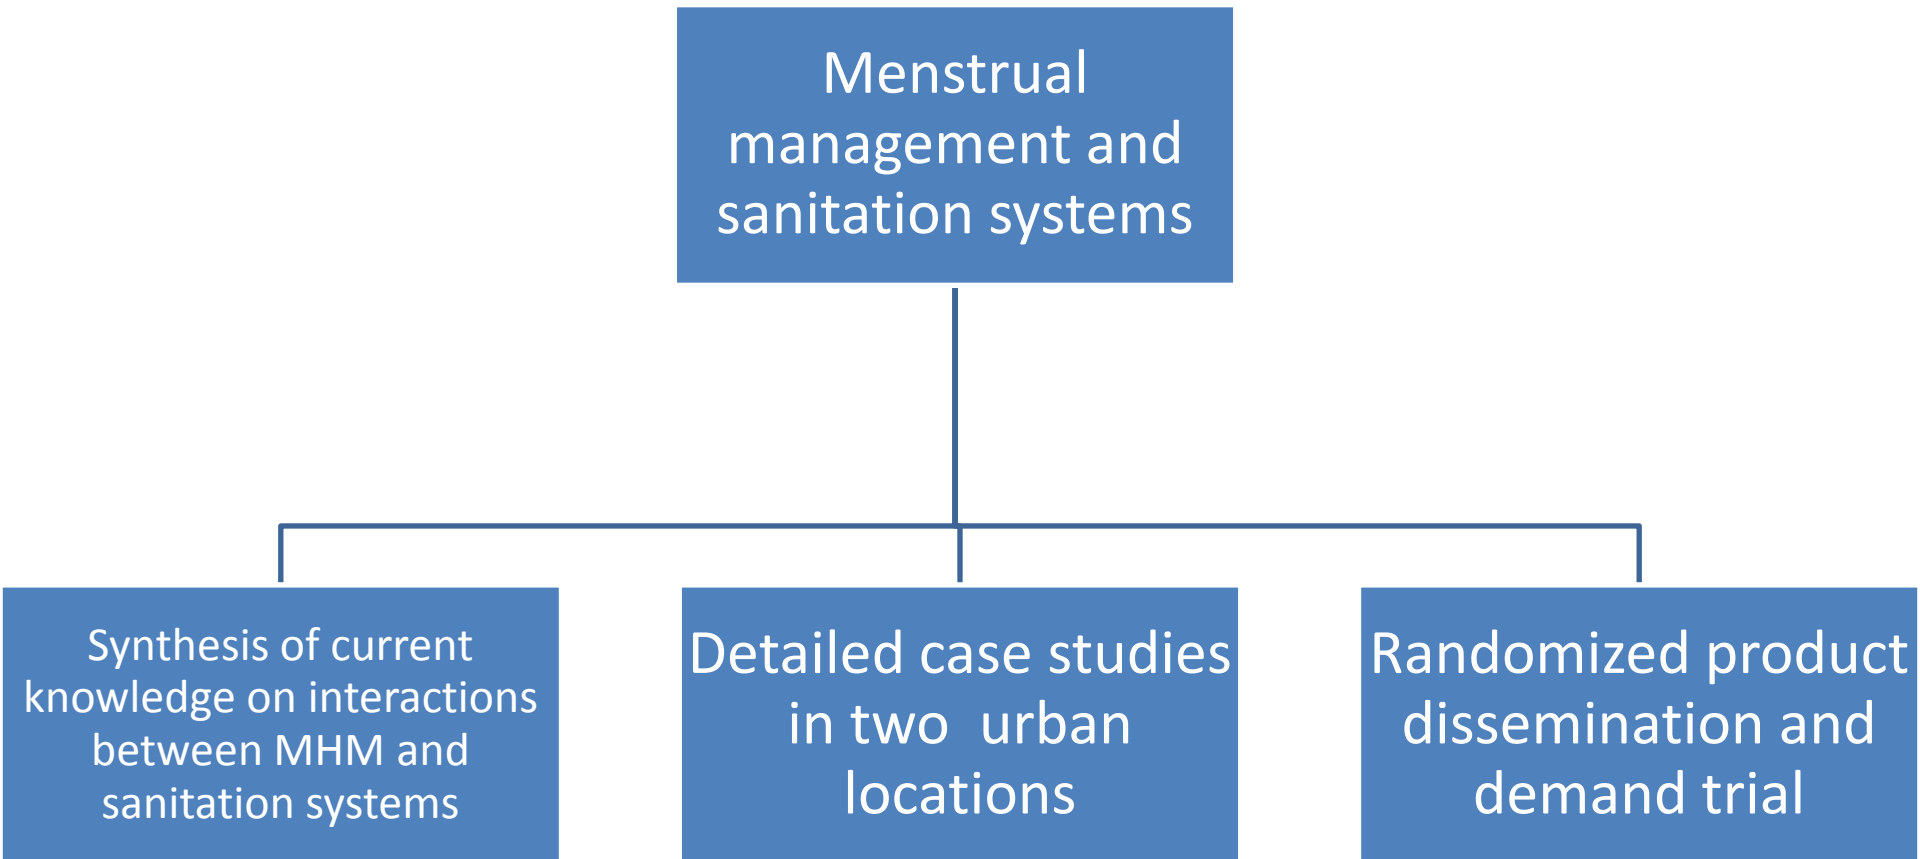 Menstrual
management and
sanitation systems
Synthesis of current
knowledge on interactions
between MHM and
sanitation systems
Detailed case studies
in two  urban
locations
Randomized product
dissemination and
demand trial